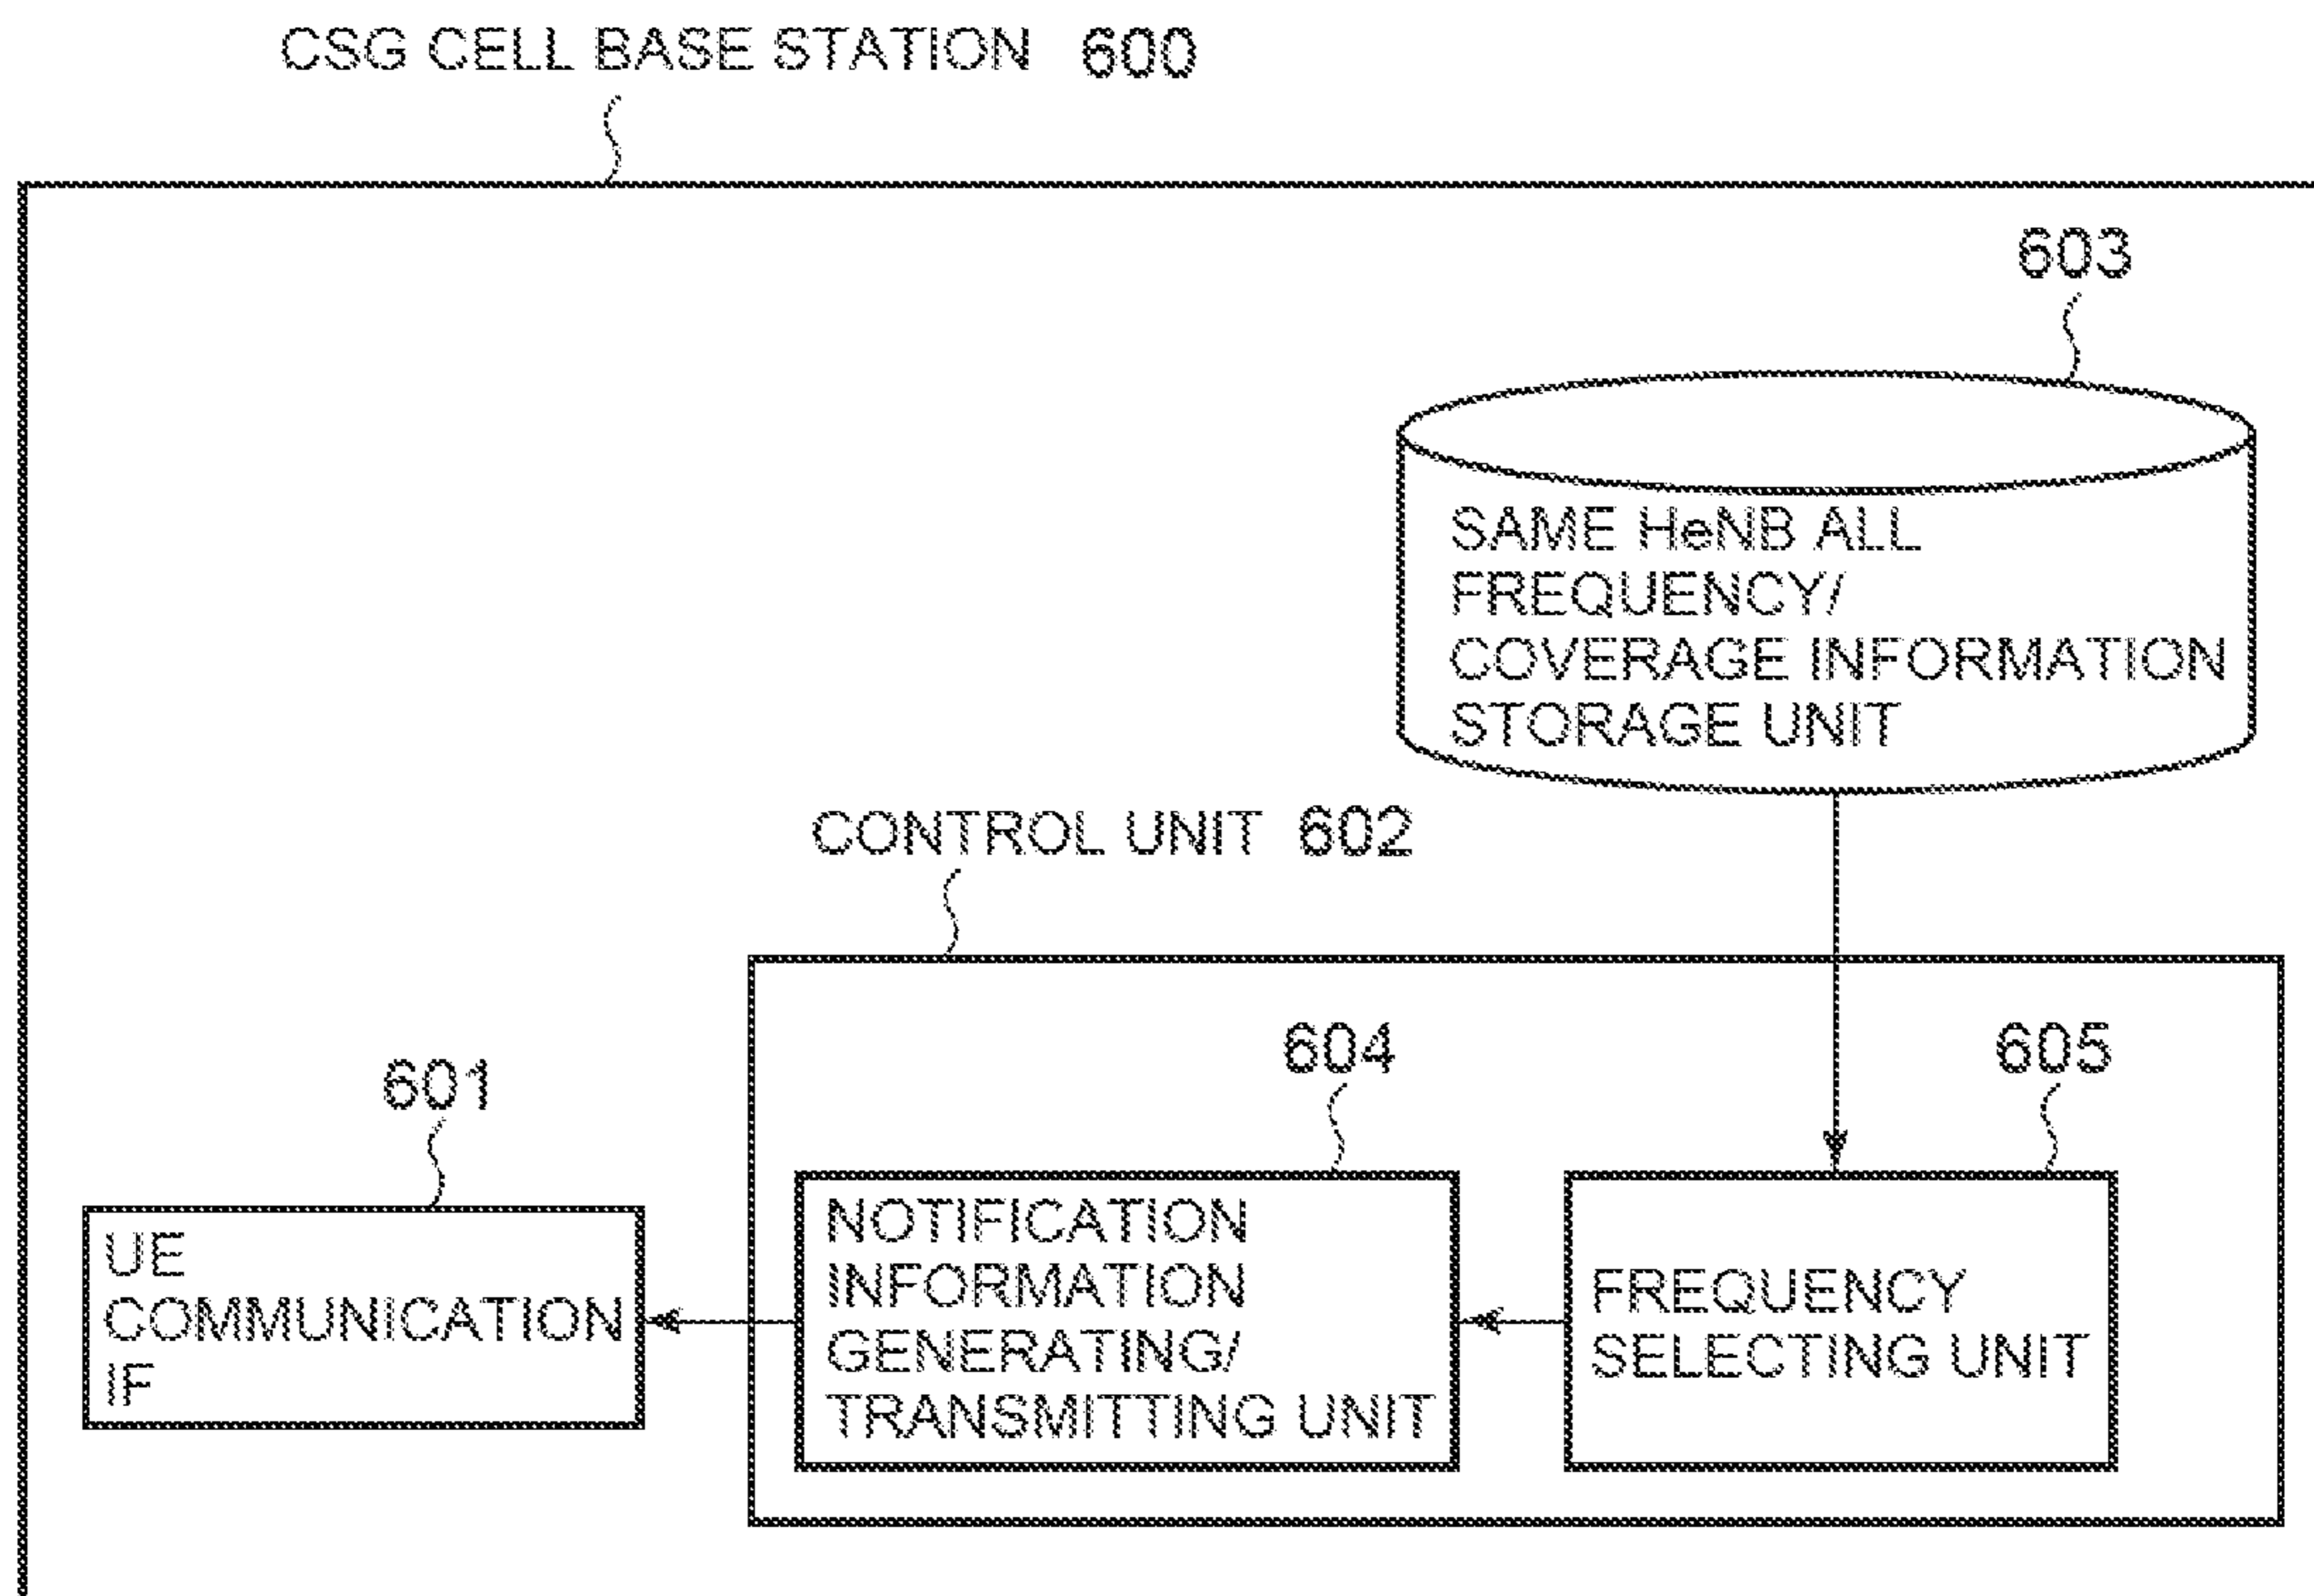 CSG CELL BASE STATION 600
603
SAME HeNB ALL
FREQUENCY/
COVERAGE INFORMATION
STORAGE UNIT
CONTROL UNIT 602
604
605
601
NOTIFICATION
INFORMATION
GENERATING/
TRANSMITTING UNIT
FREQUENCY
SELECTING UNIT
UE
COMMUNICATION
IF